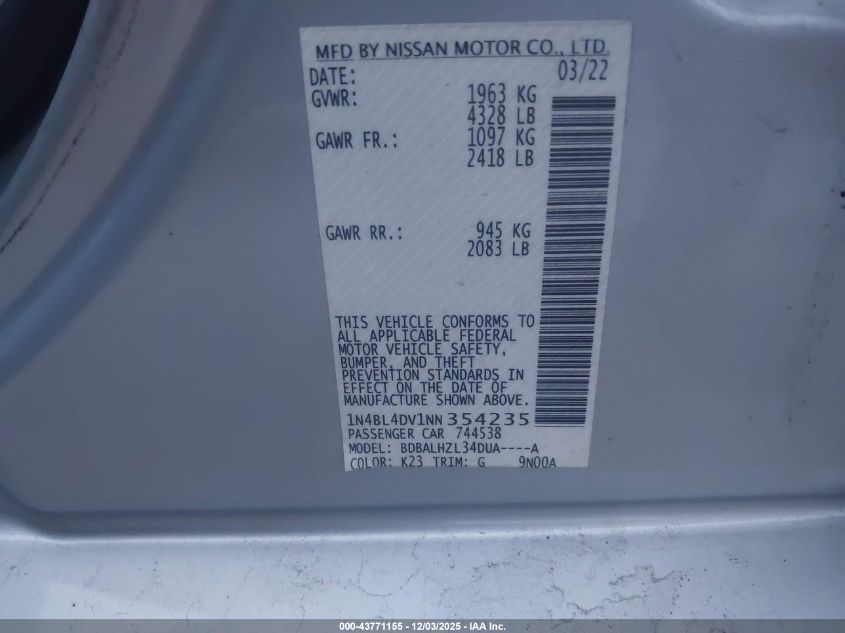 MFD BY NISSAN MOTOR CO., LTD.
DATE: 03/22
GVWR: 1963 KG
4328 LB
GAWR FR.: 1097 KG
2418 LB
GAWR RR.: 945 KG
2083 LB
THIS VEHICLE CONFORMS TO
ALL APPLICABLE FEDERAL
MOTOR VEHICLE SAFETY,
BUMPER, AND THEFT
PREVENTION STANDARDS IN
EFFECT ON THE DATE OF
MANUFACTURE SHOWN ABOVE.
1N4BL4DV1NN354235
PASSENGER CAR 744538
MODEL: BDBALHZL34DUA----A
COLOR: K23 TRIM: G 9N00A
000-43771155 - 12/03/2025 - IAA Inc.